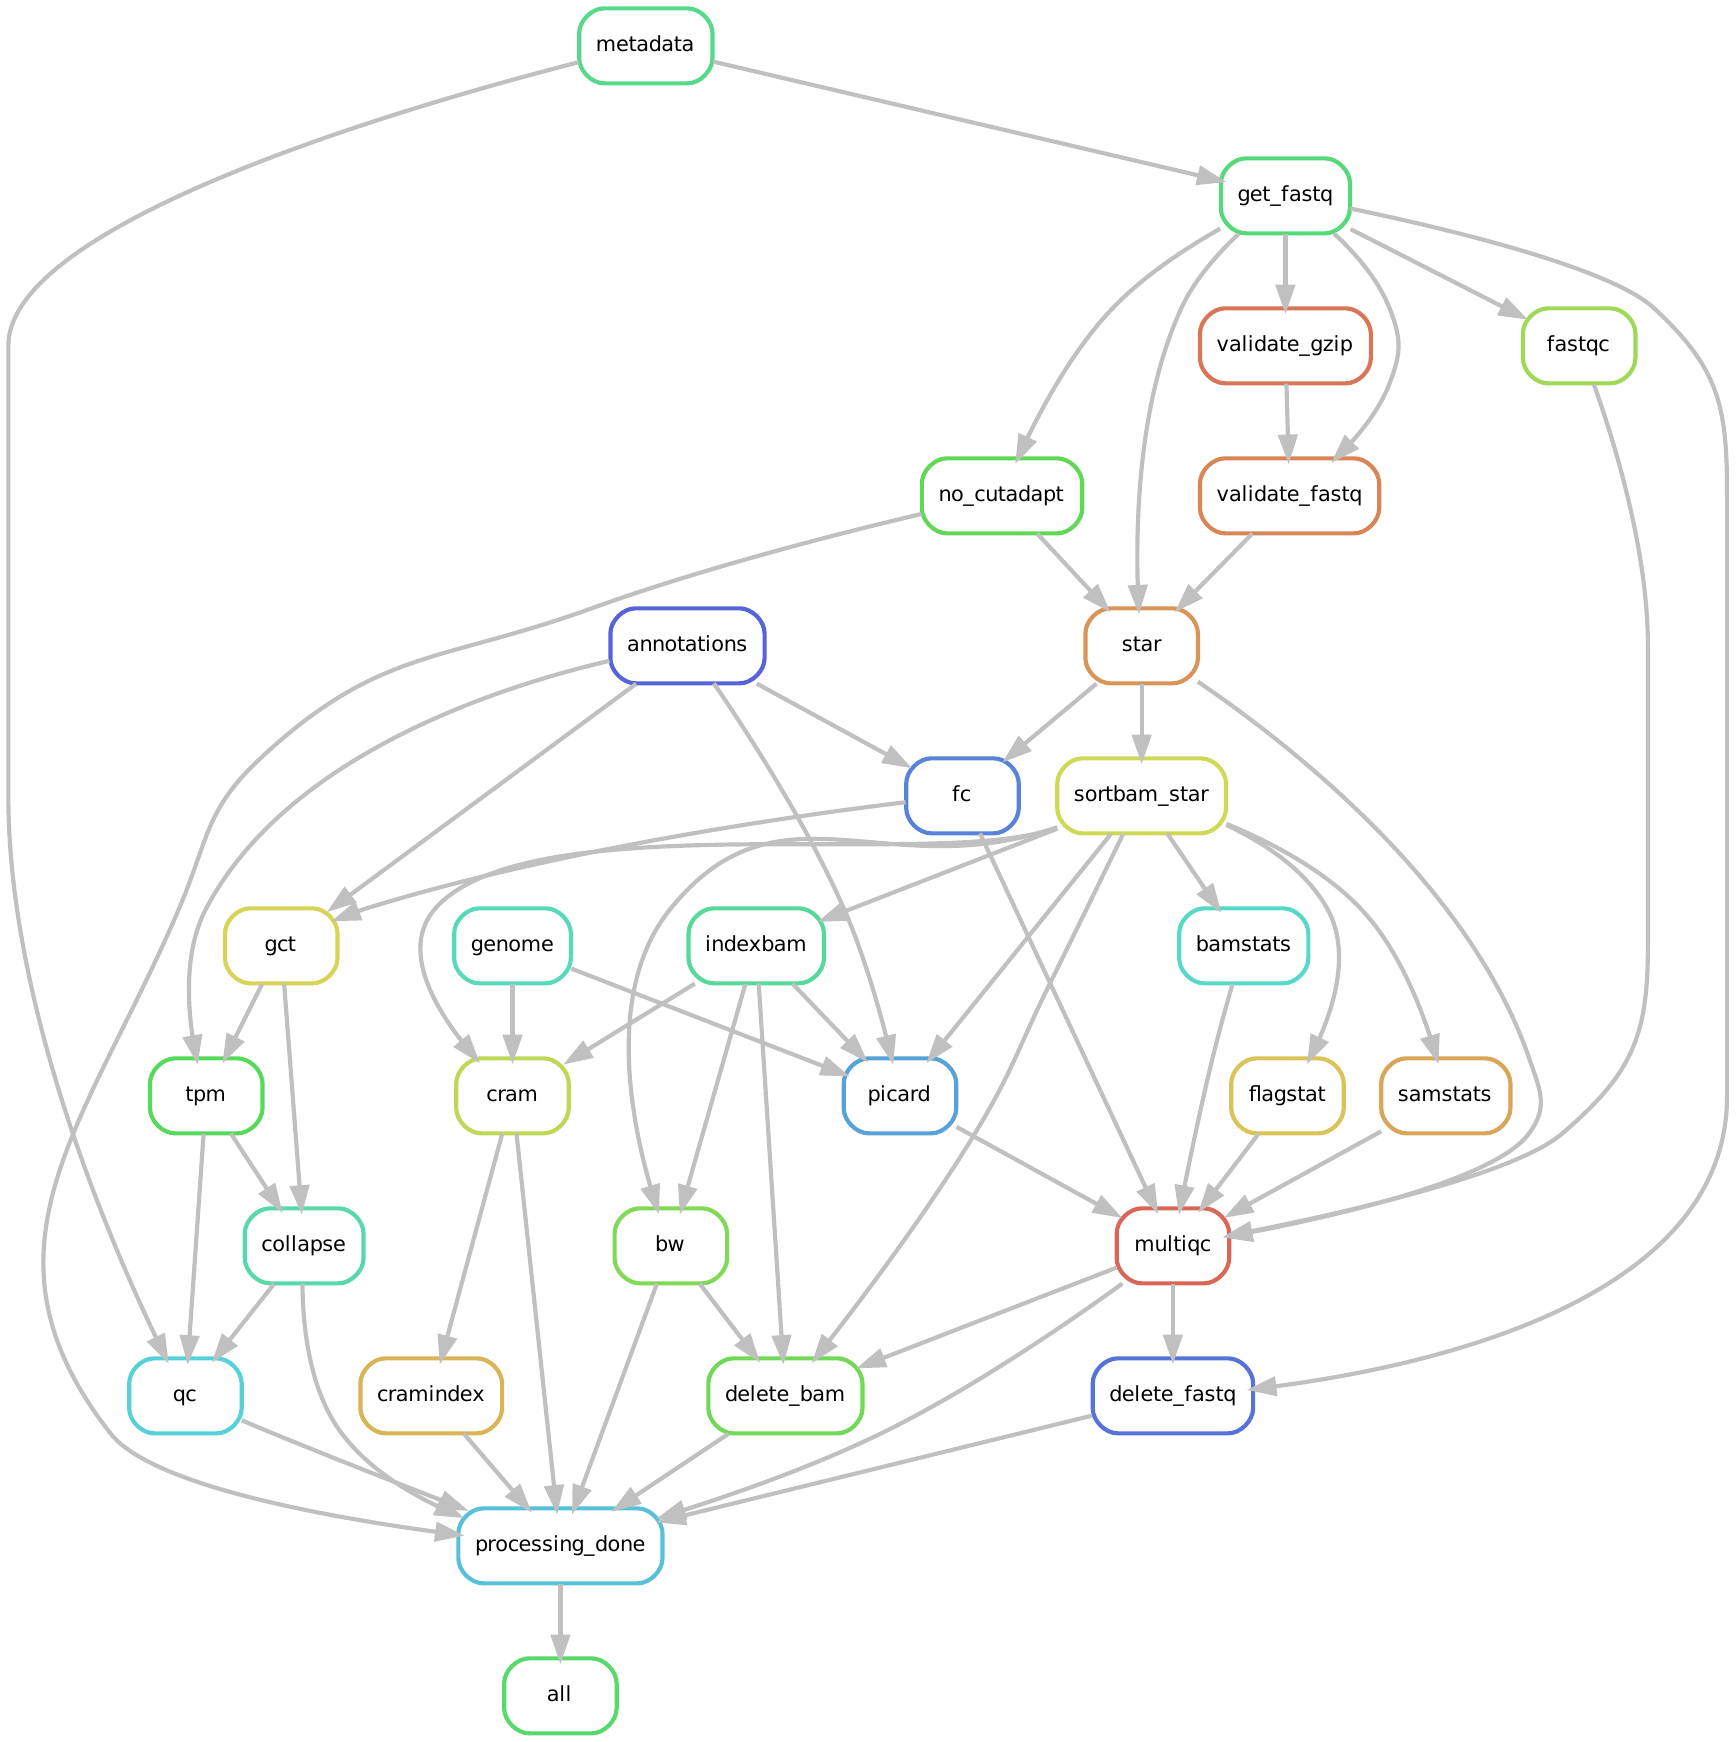 metadata
get_fastq
validate_gzip
fastqc
no_cutadapt
validate_fastq
annotations
star
fc
sortbam_star
gct
genome
indexbam
bamstats
tpm
cram
picard
flagstat
samstats
collapse
bw
multiqc
qc
cramindex
delete_bam
delete_fastq
processing_done
all